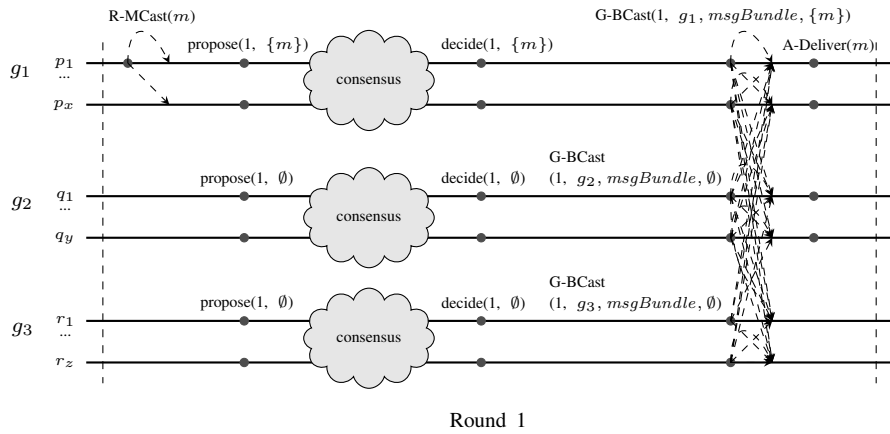 R-MCast(m)
G-BCast(1, g1, msgBundle, {m})
propose(1, {m})
decide(1, {m})
A-Deliver(m)
g1
p1
...
px
consensus
propose(1, ∅)
decide(1, ∅)
G-BCast
(1, g2, msgBundle, ∅)
g2
q1
...
qy
consensus
propose(1, ∅)
decide(1, ∅)
G-BCast
(1, g3, msgBundle, ∅)
g3
r1
...
rz
consensus
Round 1